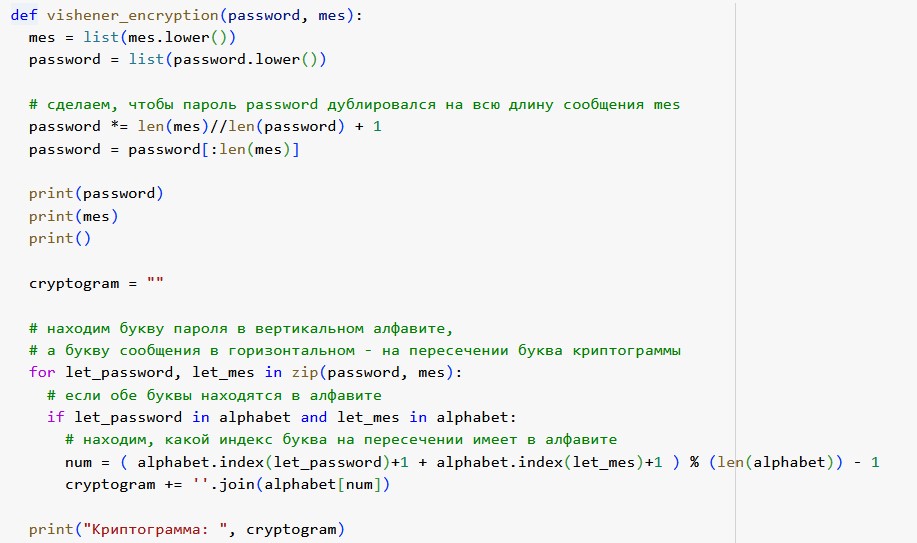 def vishener_encryption(password, mes):
mes = list(mes.lower())
password = list(password.lower())
# сделаем, чтобы пароль password дублировался на всю длину сообщения mes
password *= len(mes)//len(password) + 1
password = password[:len(mes)]
print(password)
print(mes)
print()
cryptogram = ""
# находим букву пароля в вертикальном алфавите,
# а букву сообщения в горизонтальном - на пересечении буква криптограммы
for let_password, let_mes in zip(password, mes):
# если обе буквы находятся в алфавите
if let_password in alphabet and let_mes in alphabet:
# находим, какой индекс буква на пересечении имеет в алфавите
num = ( alphabet.index(let_password)+1 + alphabet.index(let_mes)+1 ) % (len(alphabet)) - 1
cryptogram += ''.join(alphabet[num])
print("Криптограмма: ", cryptogram)